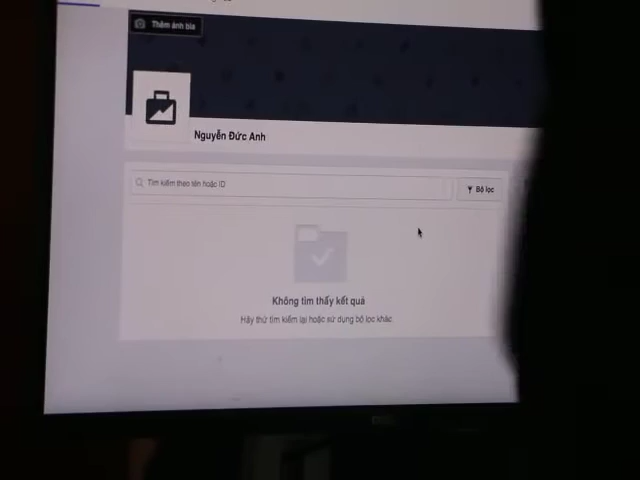 Thêm ảnh bìa
Nguyễn Đức Anh
Tìm kiếm theo tên hoặc ID
Bộ lọc
Không tìm thấy kết quả
Hãy thử tìm kiếm lại hoặc sử dụng bộ lọc khác